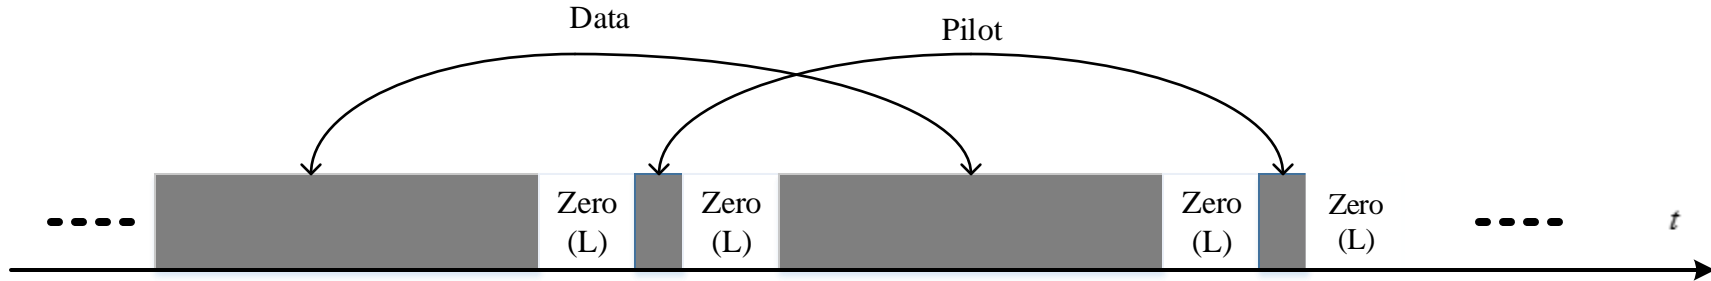 Data
Pilot
Zero
(L)
Zero
(L)
Zero
(L)
Zero
(L)
t